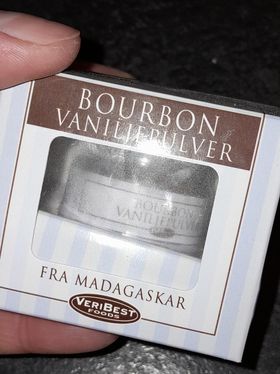 BOURBON
VANILJEPULVER
BOURBON
VANILJEPULVER
FRA MADAGASKAR
VERIBEST
FOODS